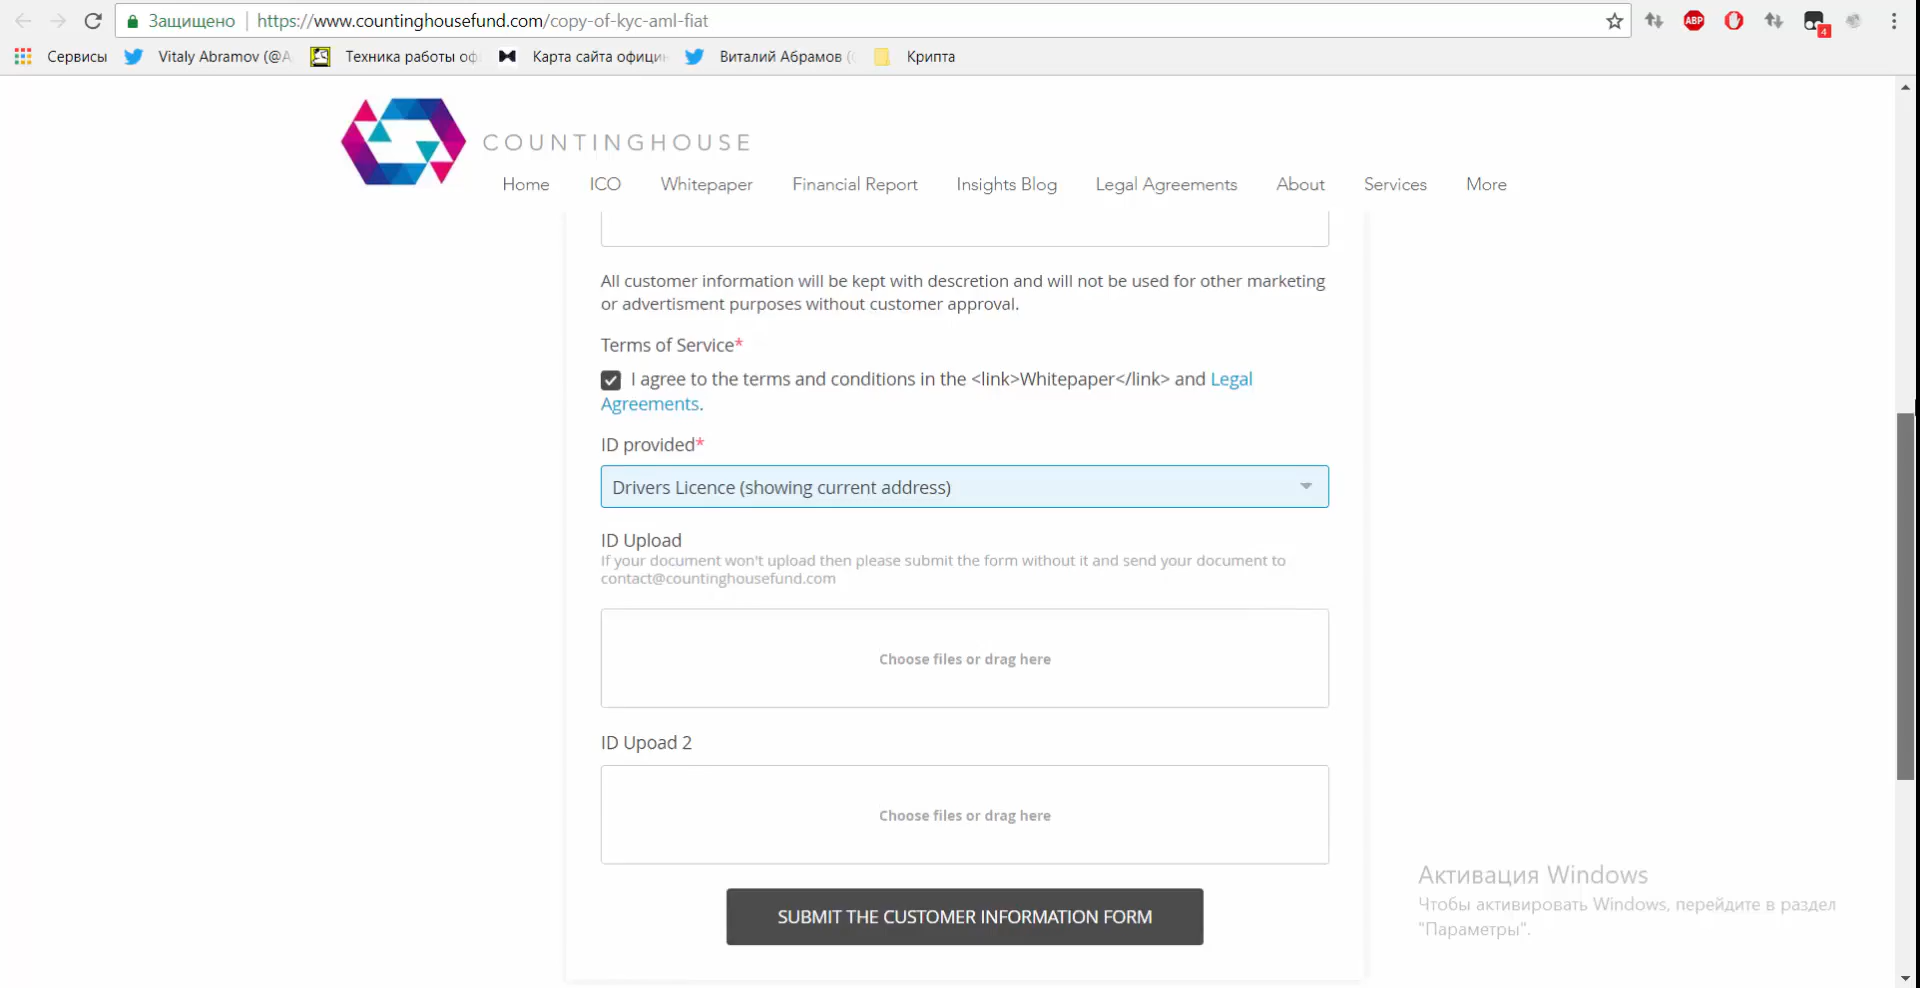 Защищено https://www.countinghousefund.com/copy-of-kyc-aml-fiat
ABP
4
Сервисы Vitaly Abramov (@A Техника работы оф Карта сайта официн Виталий Абрамов ( Крипта
COUNTINGHOUSE
Home ICO Whitepaper Financial Report Insights Blog Legal Agreements About Services More
All customer information will be kept with descretion and will not be used for other marketing
or advertisment purposes without customer approval.
Terms of Service*
I agree to the terms and conditions in the <link>Whitepaper</link> and Legal
Agreements.
ID provided*
Drivers Licence (showing current address)
ID Upload
If your document won't upload then please submit the form without it and send your document to
contact@countinghousefund.com
Choose files or drag here
ID Upoad 2
Choose files or drag here
SUBMIT THE CUSTOMER INFORMATION FORM
Активация Windows
Чтобы активировать Windows, перейдите в раздел
"Параметры".